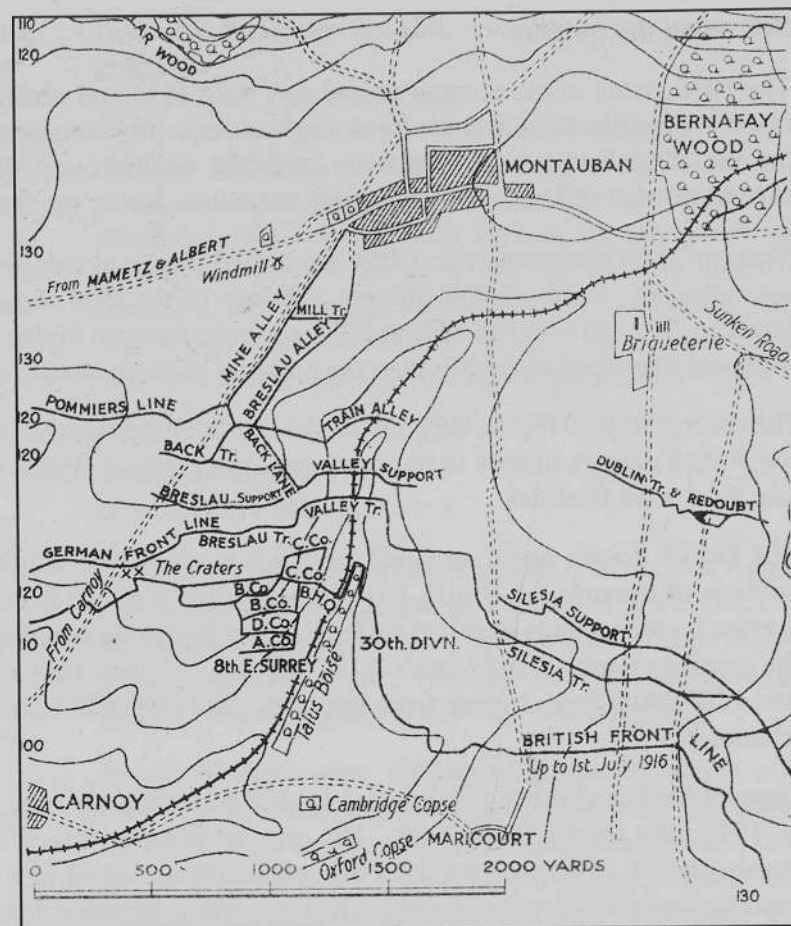 110
120
AR WOOD
BERNAFAY
WOOD
MONTAUBAN
130
From MAMETZ & ALBERT
Windmill
MILL Tr.
MINE ALLEY
BRESLAU ALLEY
Sunken Road
Briqueterie
130
120
POMMIERS LINE
TRAIN ALLEY
120
BACK Tr.
BACK LANE
VALLEY SUPPORT
BRESLAU SUPPORT
DUBLIN Tr. & REDOUBT
VALLEY Tr.
GERMAN FRONT LINE
BRESLAU Tr.
C. Co.
The Craters
C. Co.
120
B. Co.
B.H.Q.
B. Co.
From Carnoy
SILESIA SUPPORT
110
D. Co.
A. Co.
30th. DIVN.
8th E. SURREY
SILESIA Tr.
Talus Boise
100
BRITISH FRONT LINE
Up to 1st. July 1916
CARNOY
Cambridge Copse
MARICOURT
Oxford Copse
0 500 1000 1500 2000 YARDS
130